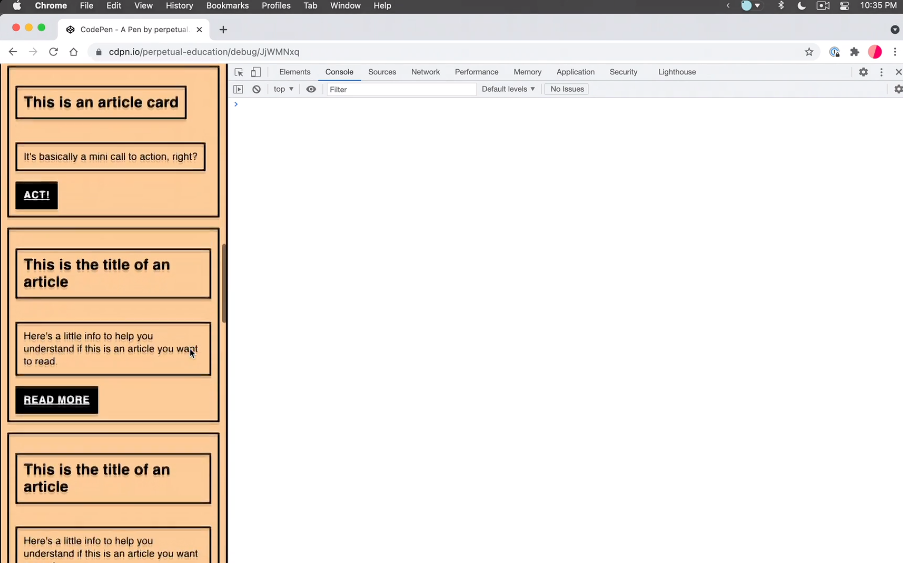 Chrome File Edit View History Bookmarks Profiles Tab Window Help 10:35 PM
CodePen - A Pen by perpetual
cdpn.io/perpetual-education/debug/JjWMNxq
Elements Console Sources Network Performance Memory Application Security Lighthouse
top Filter Default levels No Issues
This is an article card
It's basically a mini call to action, right?
ACT!
This is the title of an
article
Here's a little info to help you
understand if this is an article you want
to read.
READ MORE
This is the title of an
article
Here's a little info to help you
understand if this is an article you want